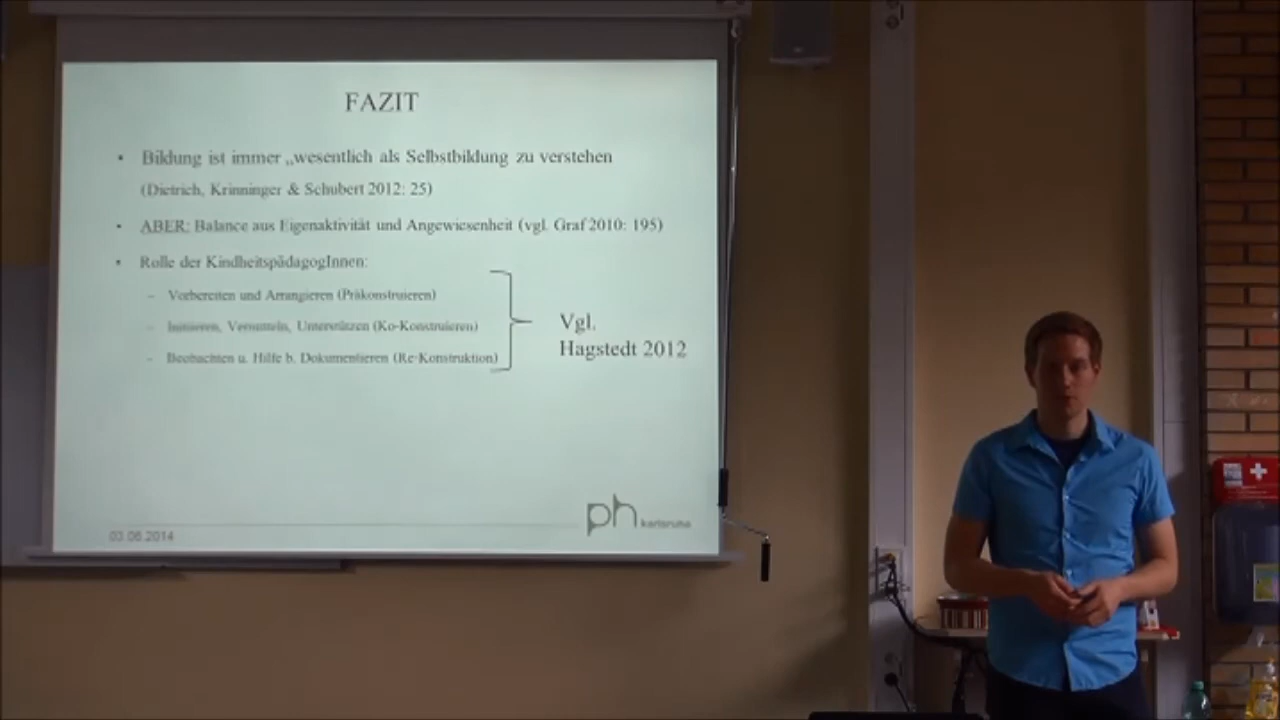 FAZIT
• Bildung ist immer „wesentlich als Selbstbildung zu verstehen
(Dietrich, Krinninger & Schubert 2012: 25)
• ABER: Balance aus Eigenaktivität und Angewiesenheit (vgl. Graf 2010: 195)
• Rolle der KindheitspädagogInnen:
– Vorbereiten und Arrangieren (Präkonstruieren)
– Initiieren, Vermitteln, Unterstützen (Ko-Konstruieren)
– Beobachten u. Hilfe b. Dokumentieren (Re-Konstruktion)
Vgl.
Hagstedt 2012
03.06.2014
ph karlsruhe